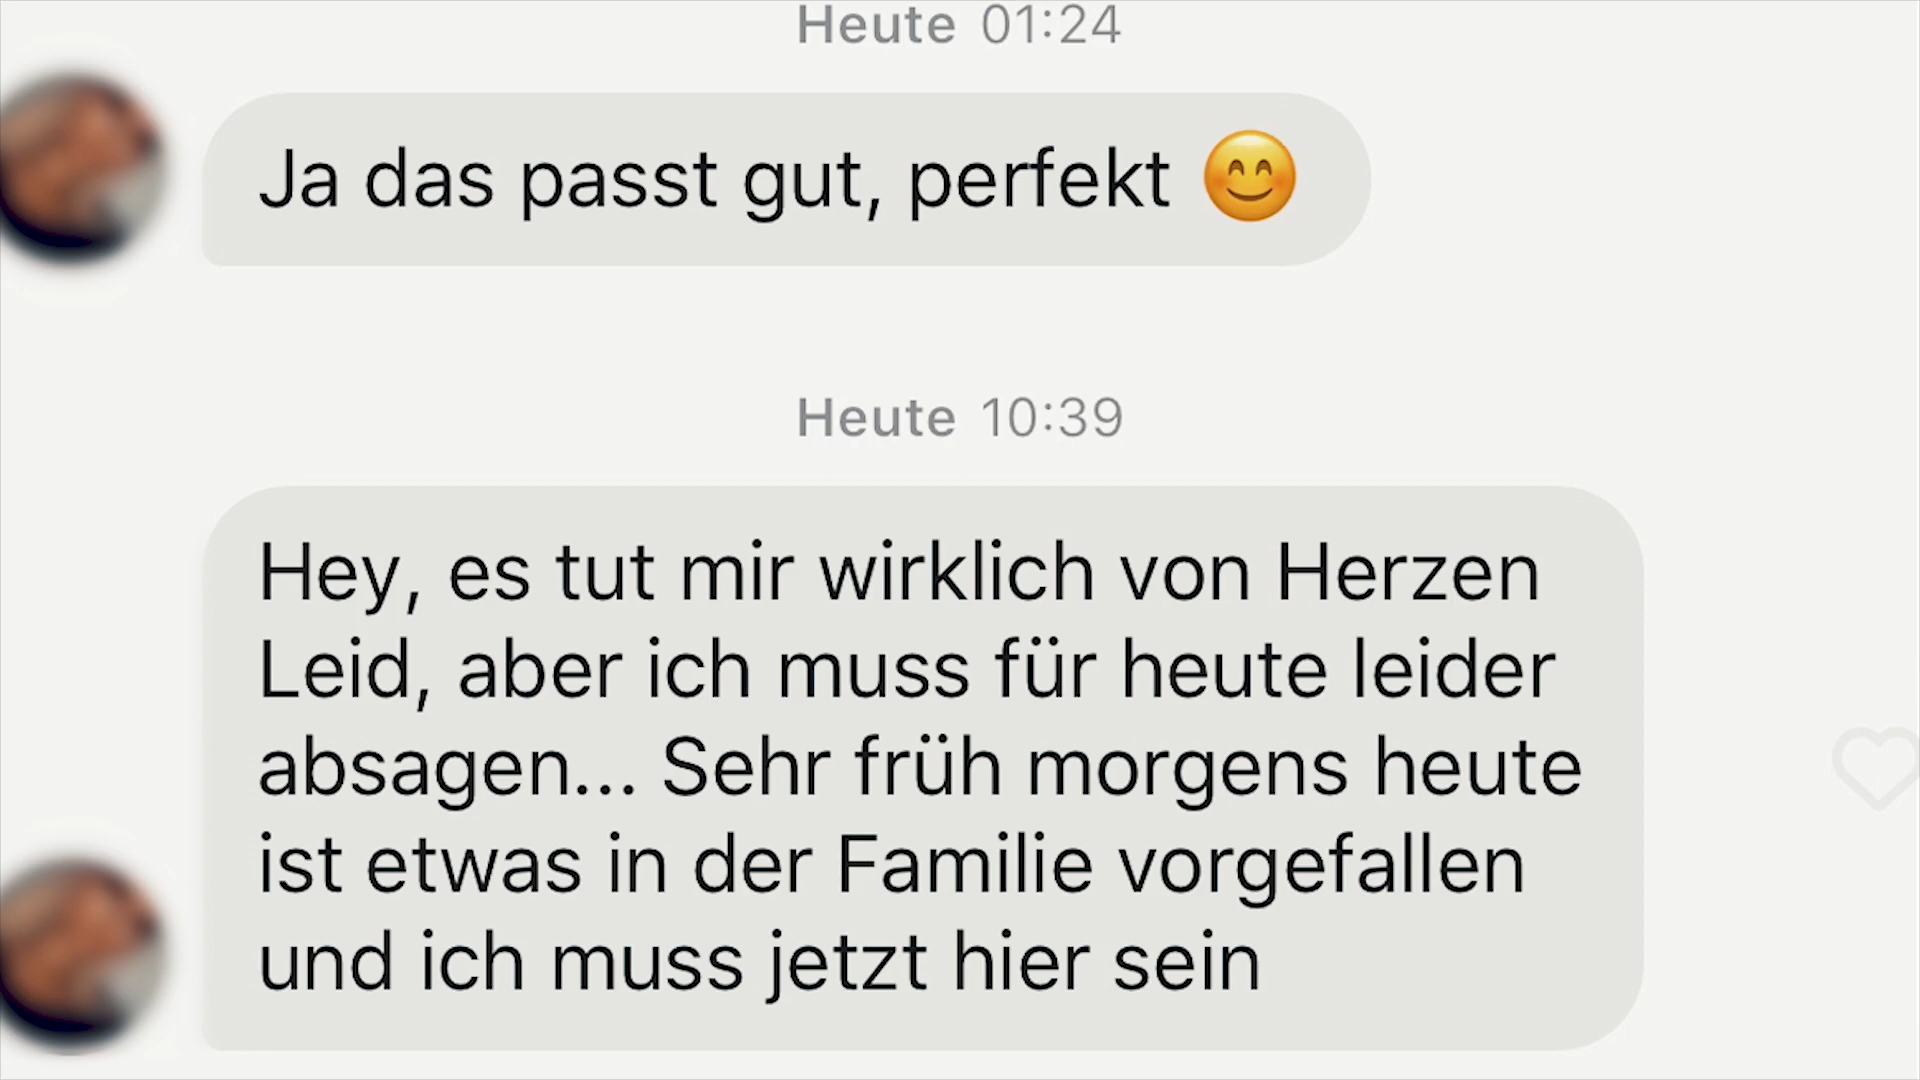 Heute 01:24
Ja das passt gut, perfekt 😊
Heute 10:39
Hey, es tut mir wirklich von Herzen
Leid, aber ich muss für heute leider
absagen... Sehr früh morgens heute
ist etwas in der Familie vorgefallen
und ich muss jetzt hier sein